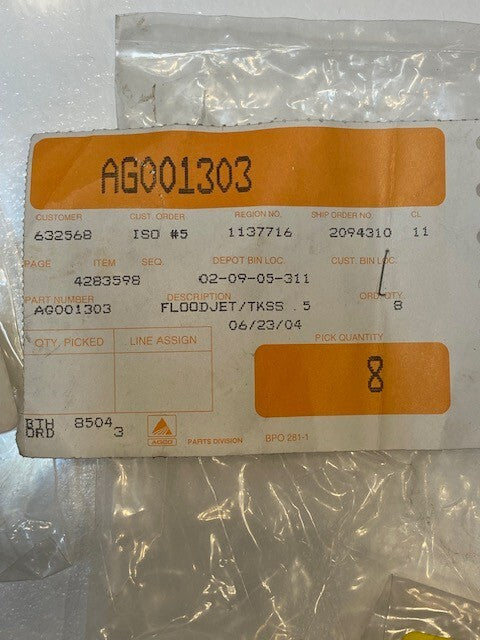 AG001303
CUSTOMER CUST. ORDER REGION NO. SHIP ORDER NO. CL
632568 ISO #5 1137716 2094310 11
PAGE ITEM SEQ. DEPOT BIN LOC. CUST. BIN LOC.
4283598 02-09-05-311
PART NUMBER DESCRIPTION ORD. QTY
AG001303 FLOODJET/TKSS .5 8
06/23/04
QTY. PICKED LINE ASSIGN PICK QUANTITY
8
BTH 8504
ORD 3
AGCO PARTS DIVISION BPO 281-1